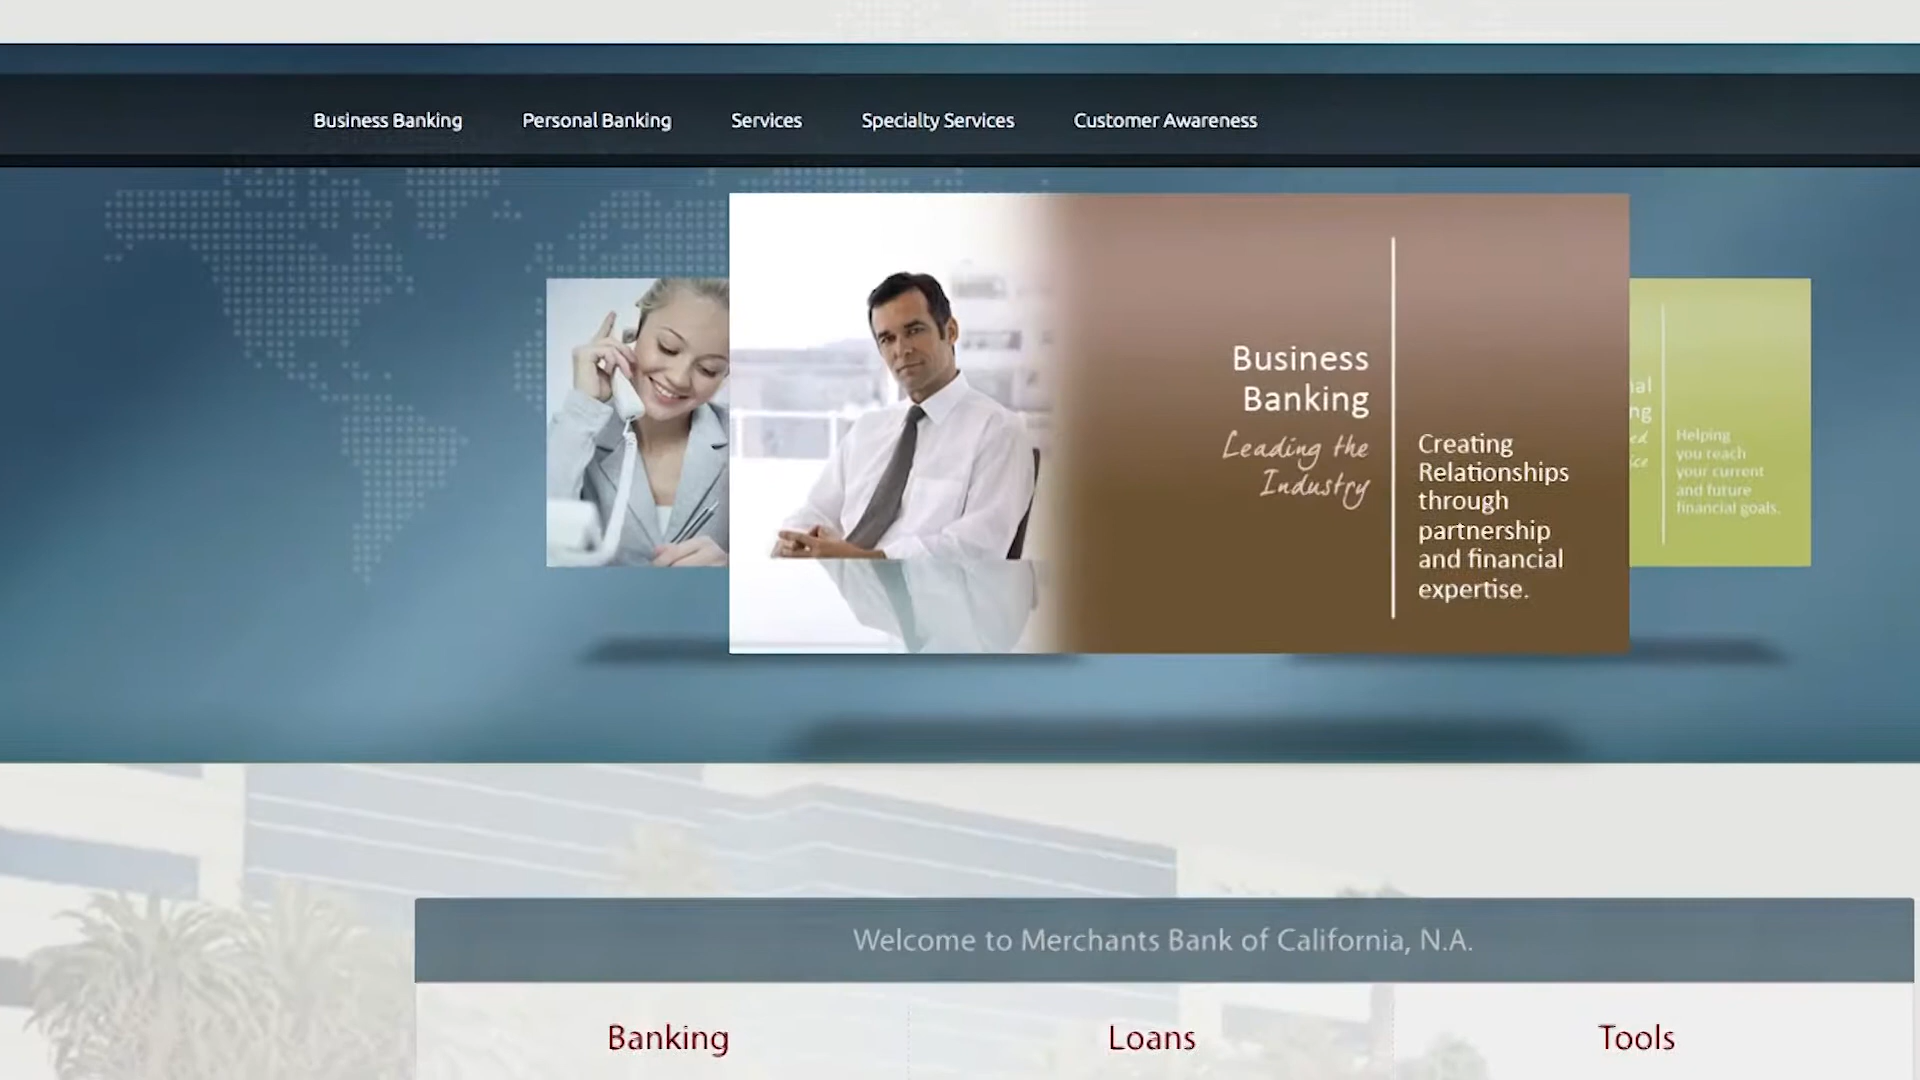 Business Banking
Personal Banking
Services
Specialty Services
Customer Awareness
Business
Banking
Leading the
Industry
Creating
Relationships
through
partnership
and financial
expertise.
Helping
you reach
your current
and future
financial goals.
Welcome to Merchants Bank of California, N.A.
Banking
Loans
Tools